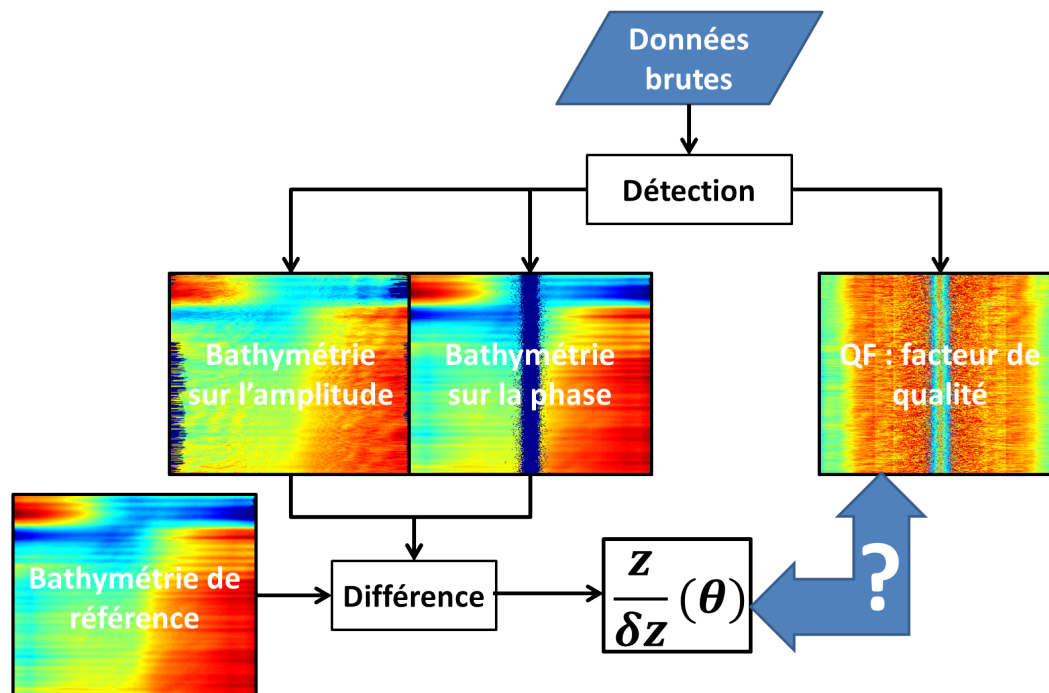 Données
brutes
Détection
Bathymétrie
sur l'amplitude
Bathymétrie
sur la phase
QF : facteur de
qualité
Bathymétrie de
référence
Différence
z
δz
(θ)
?